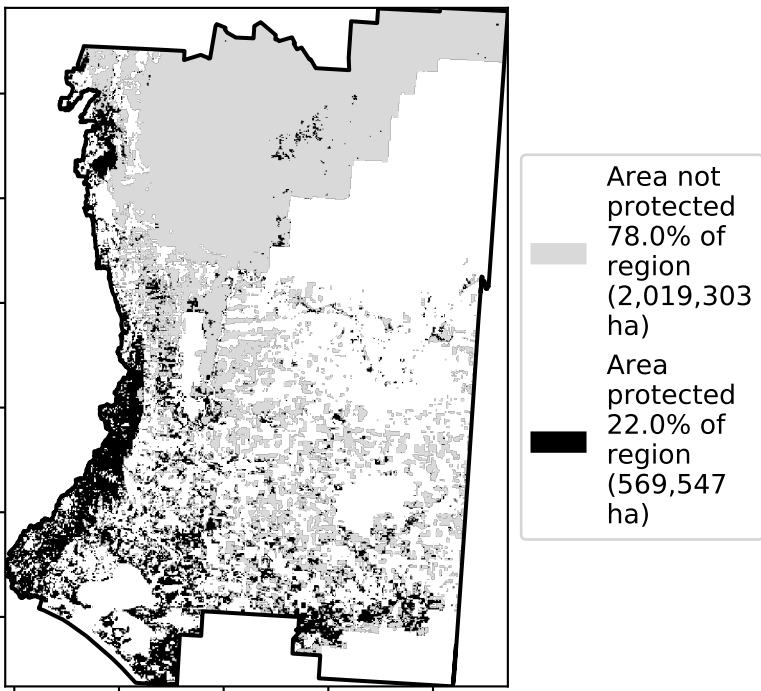 Area not
protected
78.0% of
region
(2,019,303
ha)
Area
protected
22.0% of
region
(569,547
ha)